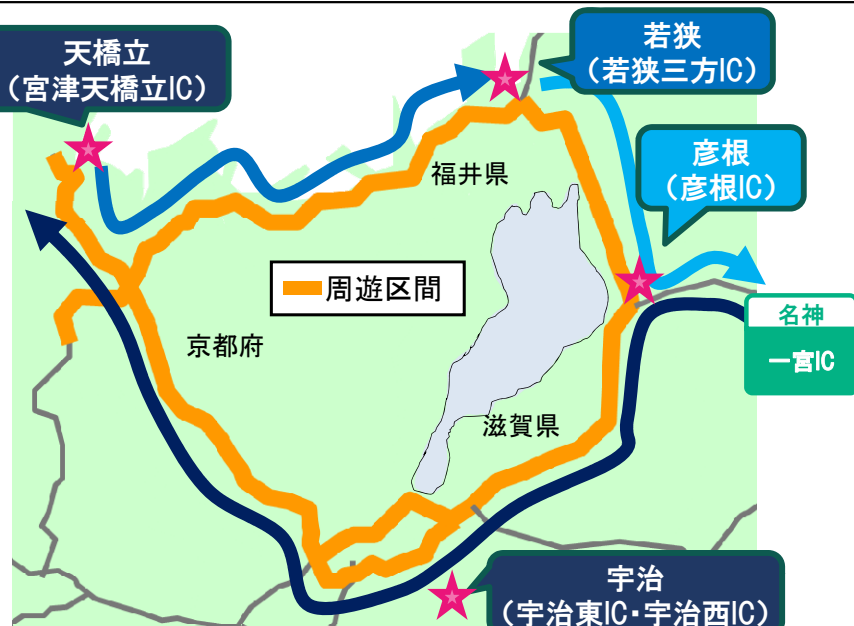 天橋立
(宮津天橋立IC)
若狭
(若狭三方IC)
彦根
(彦根IC)
福井県
周遊区間
京都府
名神
一宮IC
滋賀県
宇治
(宇治東IC・宇治西IC)